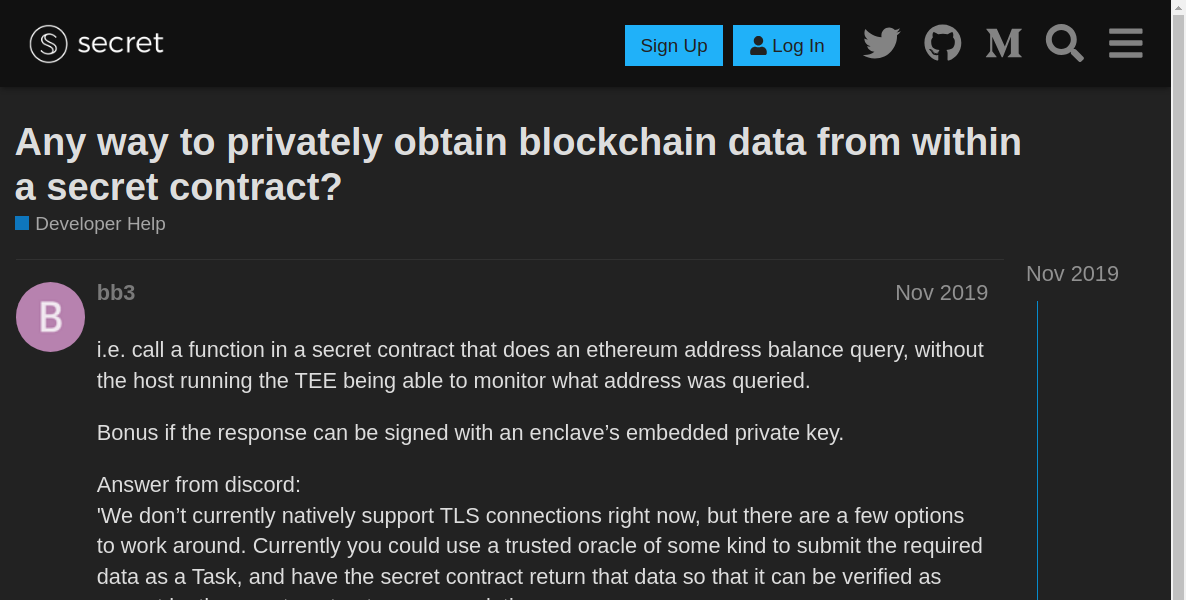 secret
Sign Up
Log In
Any way to privately obtain blockchain data from within
a secret contract?
Developer Help
Nov 2019
B
bb3
Nov 2019
i.e. call a function in a secret contract that does an ethereum address balance query, without
the host running the TEE being able to monitor what address was queried.
Bonus if the response can be signed with an enclave’s embedded private key.
Answer from discord:
'We don’t currently natively support TLS connections right now, but there are a few options
to work around. Currently you could use a trusted oracle of some kind to submit the required
data as a Task, and have the secret contract return that data so that it can be verified as